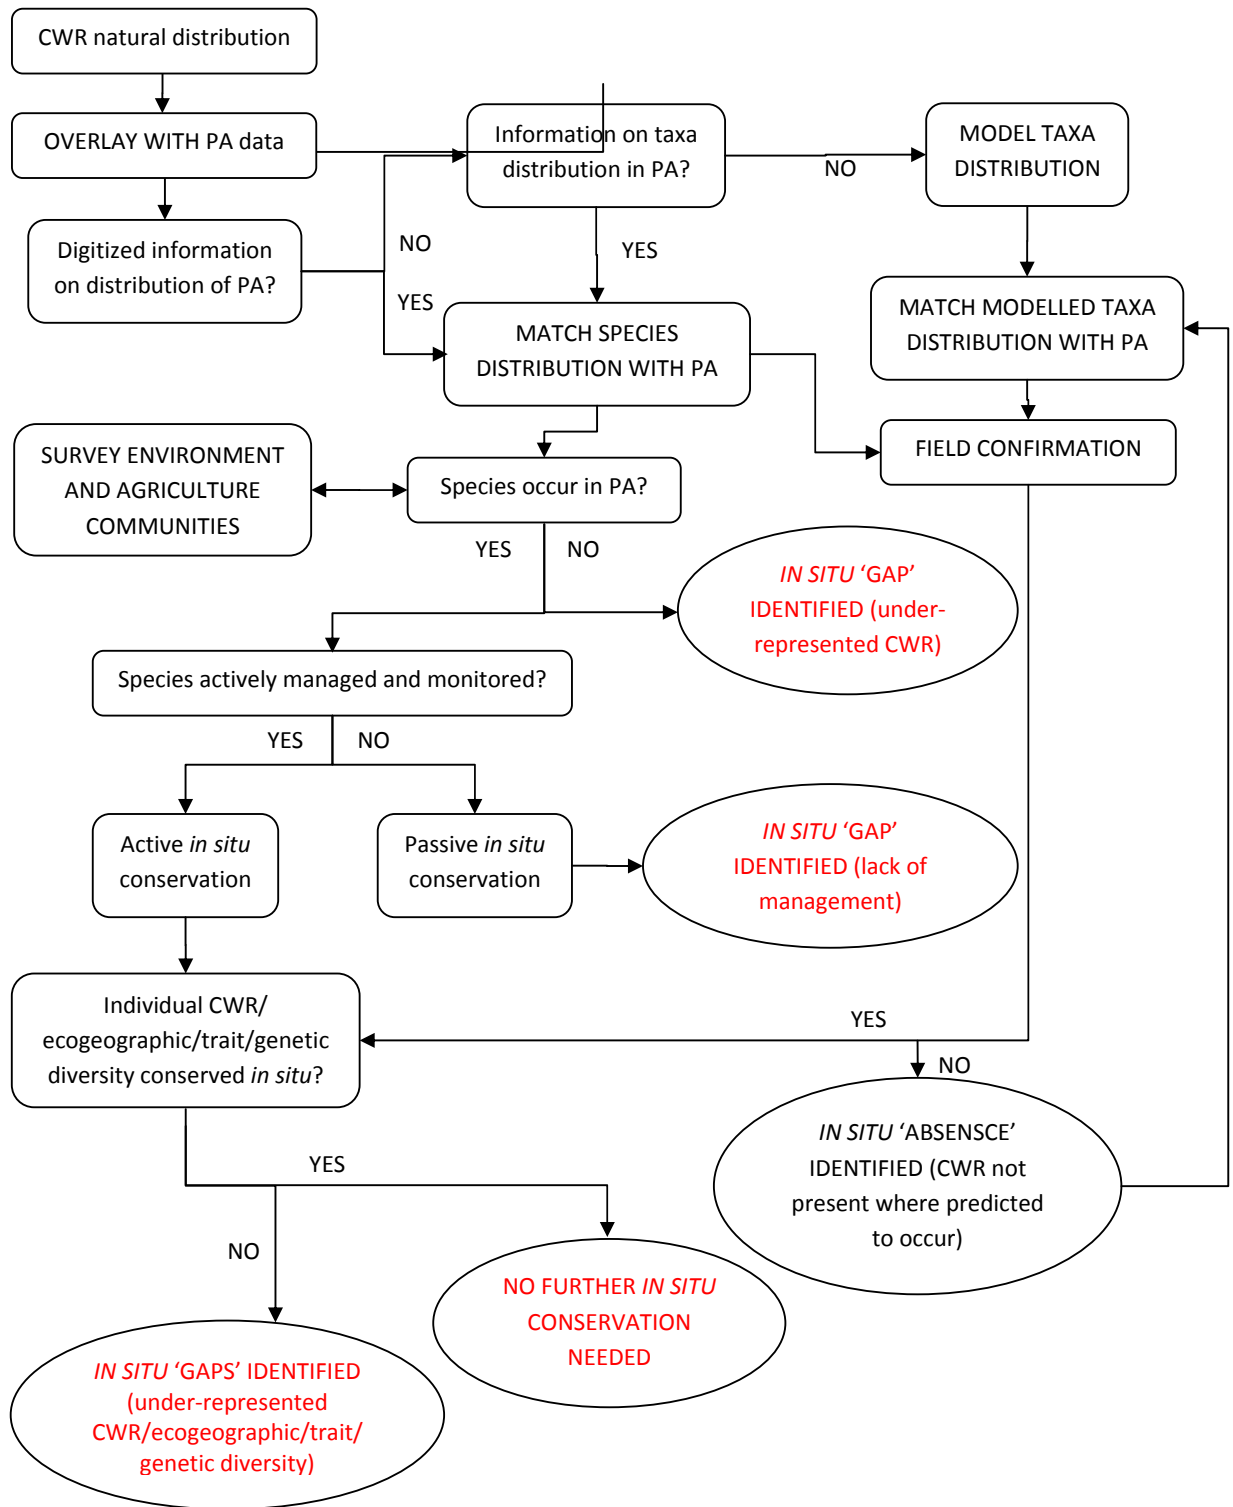 CWR natural distribution
OVERLAY WITH PA data
Information on taxa
distribution in PA?
NO
MODEL TAXA
DISTRIBUTION
Digitized information
on distribution of PA?
NO
YES
YES
MATCH SPECIES
DISTRIBUTION WITH PA
MATCH MODELLED TAXA
DISTRIBUTION WITH PA
SURVEY ENVIRONMENT
AND AGRICULTURE
COMMUNITIES
Species occur in PA?
FIELD CONFIRMATION
YES
NO
IN SITU ‘GAP’
IDENTIFIED (under-
represented CWR)
Species actively managed and monitored?
YES
NO
Active in situ
conservation
Passive in situ
conservation
IN SITU ‘GAP’
IDENTIFIED (lack of
management)
Individual CWR/
ecogeographic/trait/genetic
diversity conserved in situ?
YES
NO
IN SITU ‘ABSENSCE’
IDENTIFIED (CWR not
present where predicted
to occur)
YES
NO
NO FURTHER IN SITU
CONSERVATION
NEEDED
IN SITU ‘GAPS’ IDENTIFIED
(under-represented
CWR/ecogeographic/trait/
genetic diversity)